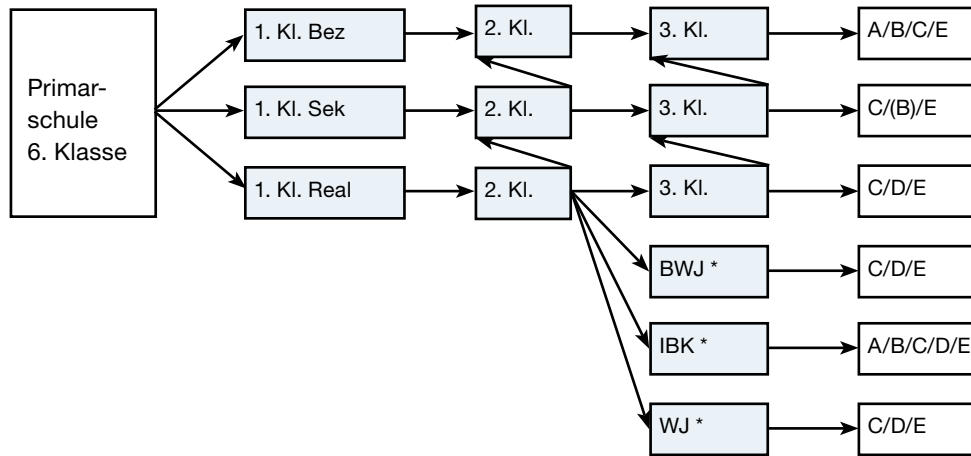 Primar-
schule
6. Klasse
1. Kl. Bez
2. Kl.
3. Kl.
A/B/C/E
1. Kl. Sek
2. Kl.
3. Kl.
C/(B)/E
1. Kl. Real
2. Kl.
3. Kl.
C/D/E
BWJ *
C/D/E
IBK *
A/B/C/D/E
WJ *
C/D/E